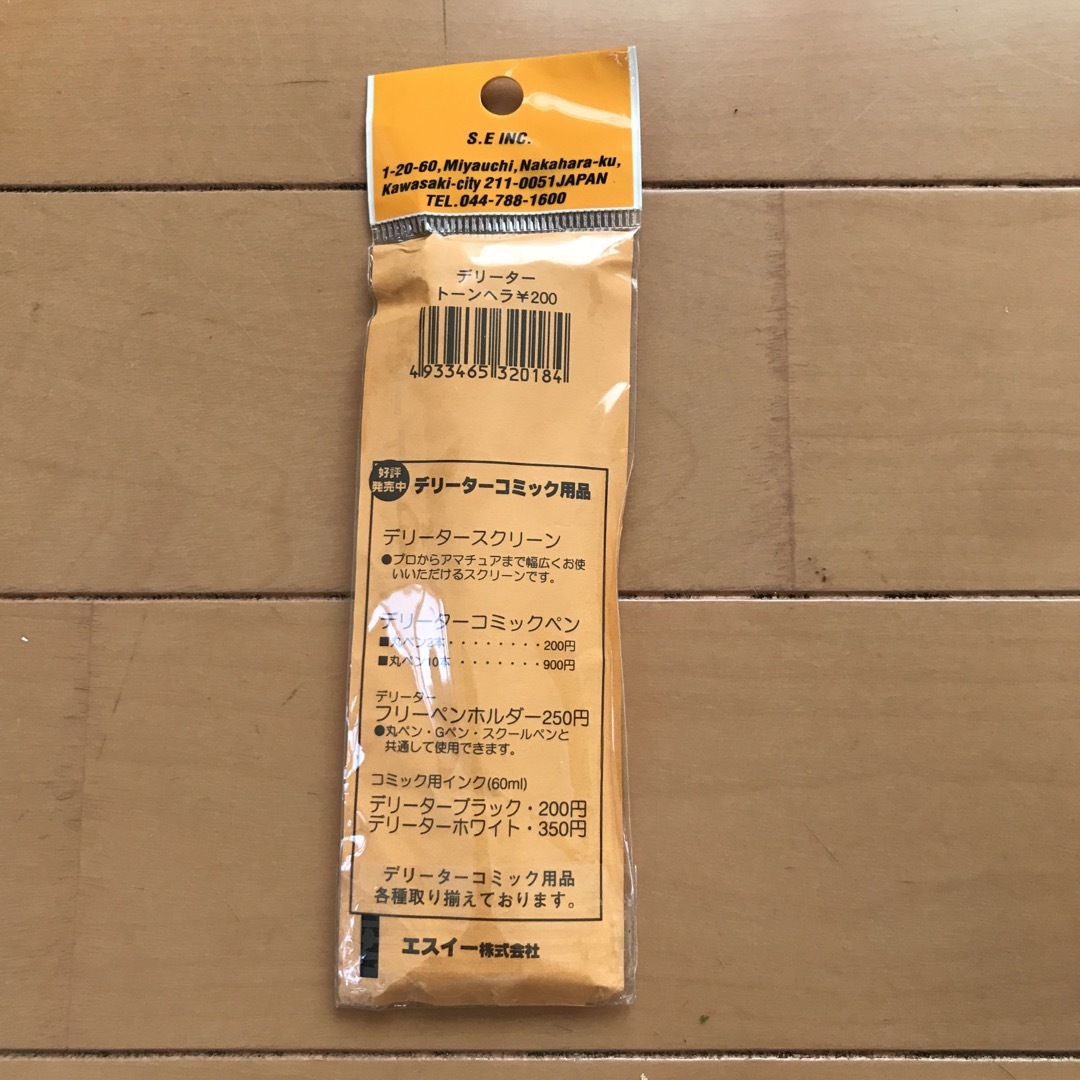 S.E INC.
1-20-60,Miyauchi,Nakahara-ku,
Kawasaki-city 211-0051JAPAN
TEL.044-788-1600
デリーター
トーンヘラ¥200
4933465320184
好評
発売中
デリーターコミック用品
デリータースクリーン
●プロからアマチュアまで幅広くお使
いいただけるスクリーンです。
デリーターコミックペン
■丸ペン2本・・・・・・・・200円
■丸ペン10本・・・・・・・900円
デリーター
フリーペンホルダー250円
●丸ペン・Gペン・スクールペンと
共通して使用できます。
コミック用インク(60ml)
デリーターブラック・200円
デリーターホワイト・350円
デリーターコミック用品
各種取り揃えております。
エスイー株式会社